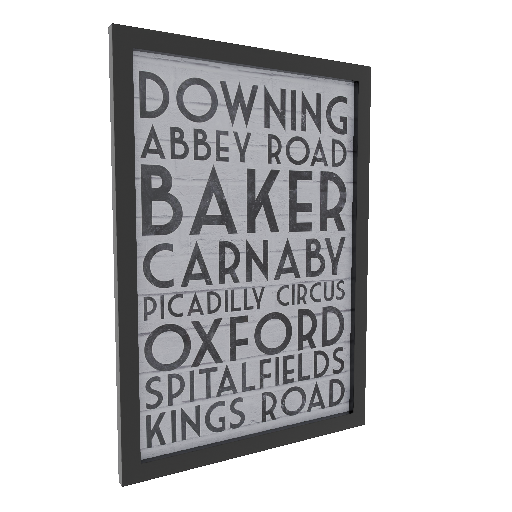 DOWNING
ABBEY ROAD
BAKER
CARNABY
PICADILLY CIRCUS
OXFORD
SPITALFIELDS
KINGS ROAD